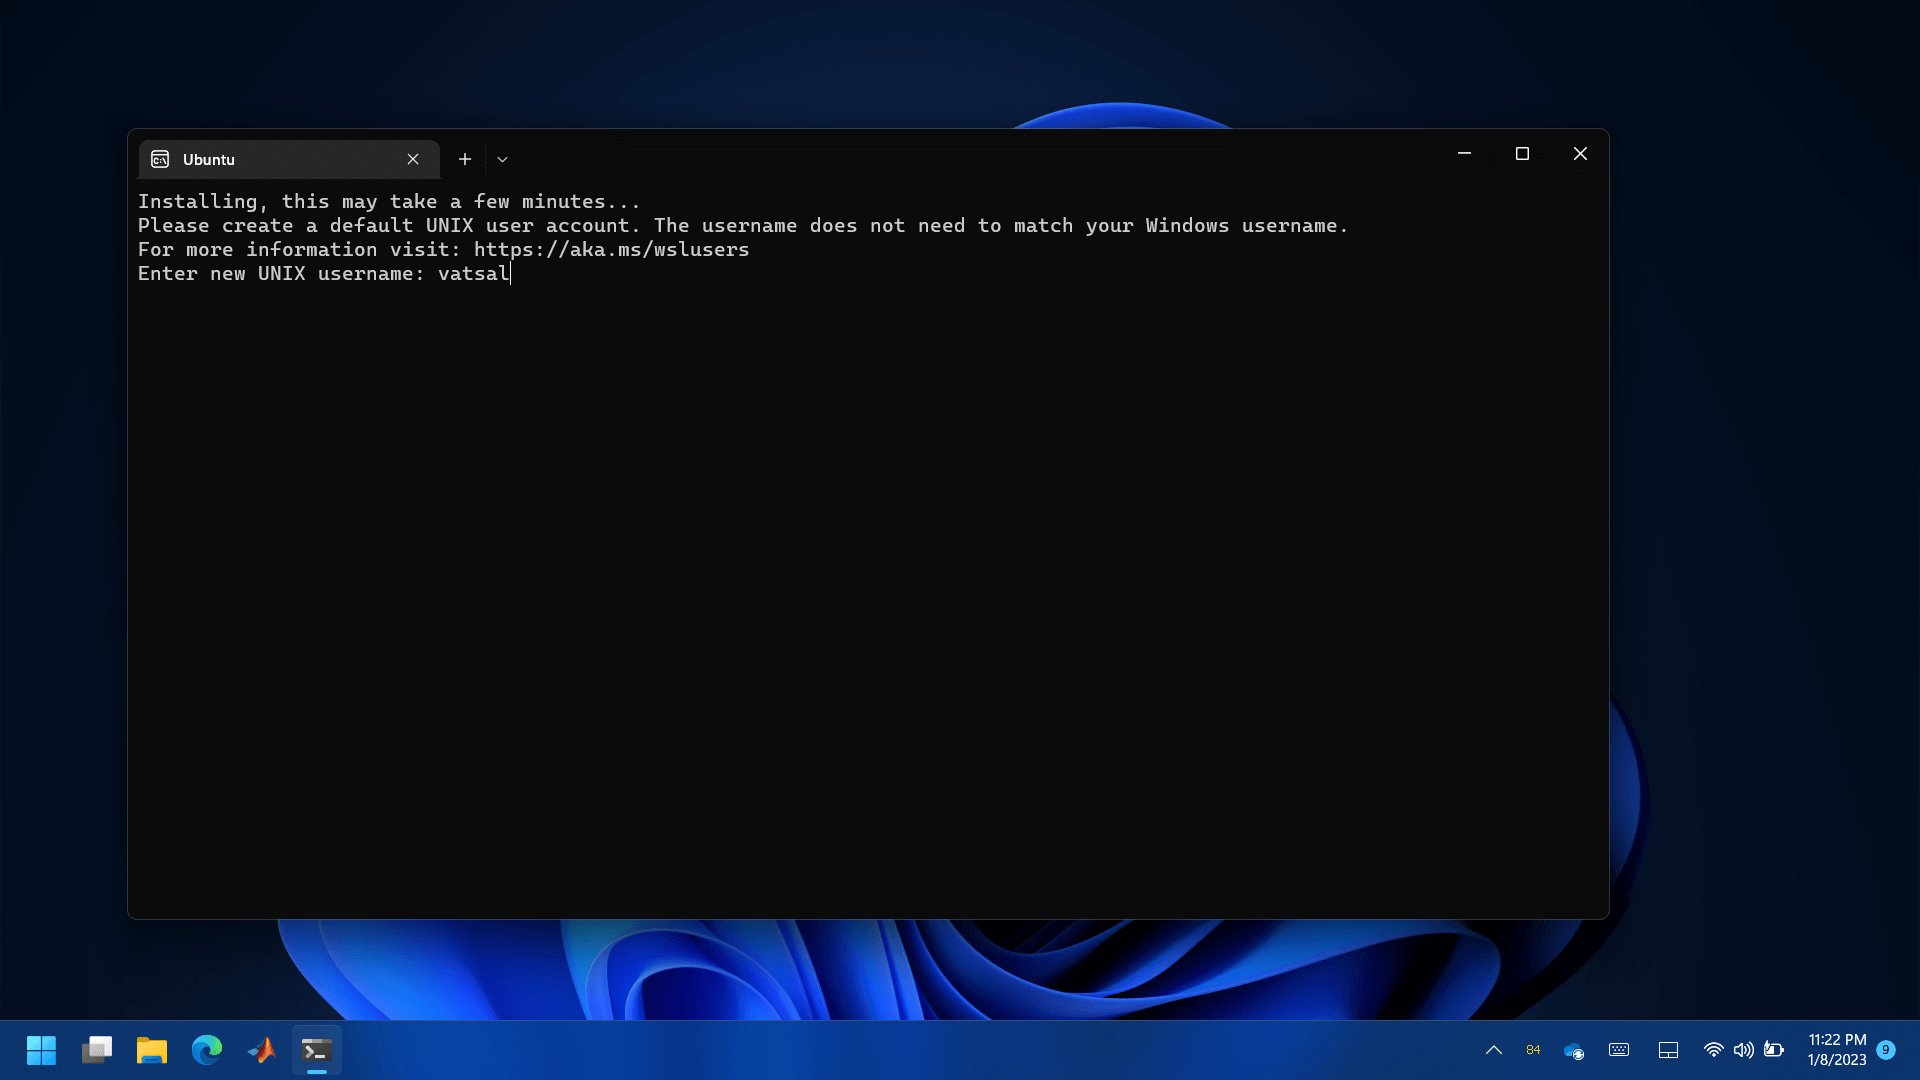 Ubuntu
Installing, this may take a few minutes...
Please create a default UNIX user account. The username does not need to match your Windows username.
For more information visit: https://aka.ms/wslusers
Enter new UNIX username: vatsal
84
11:22 PM
1/8/2023
9